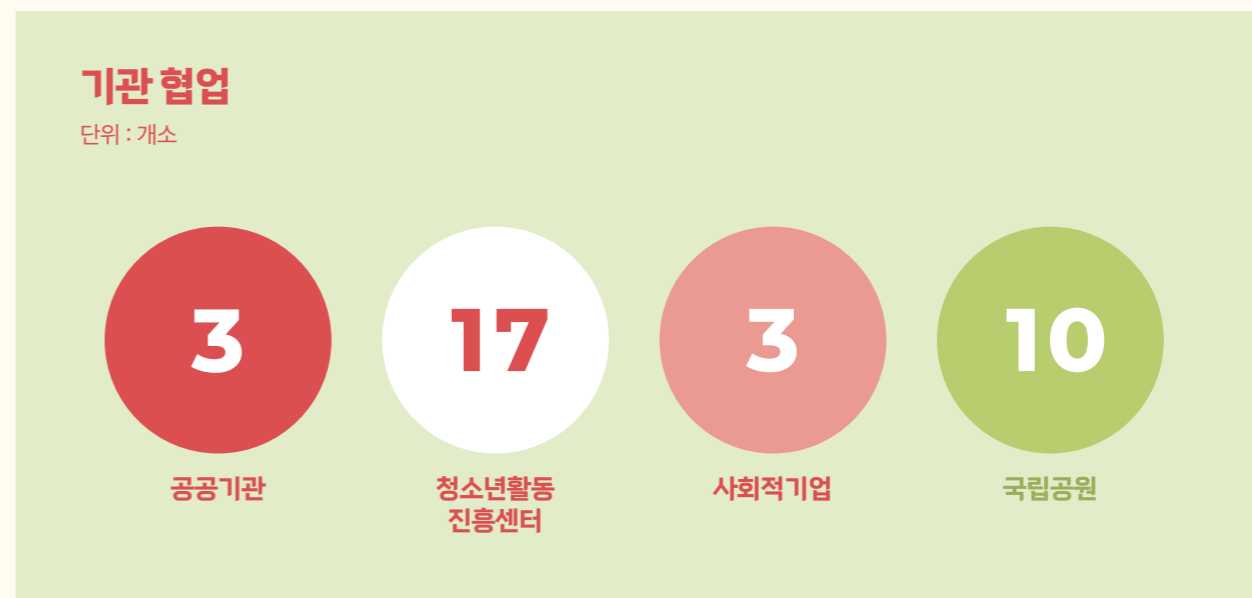 기관 협업
단위 : 개소
3
17
3
10
공공기관
청소년활동
진흥센터
사회적기업
국립공원